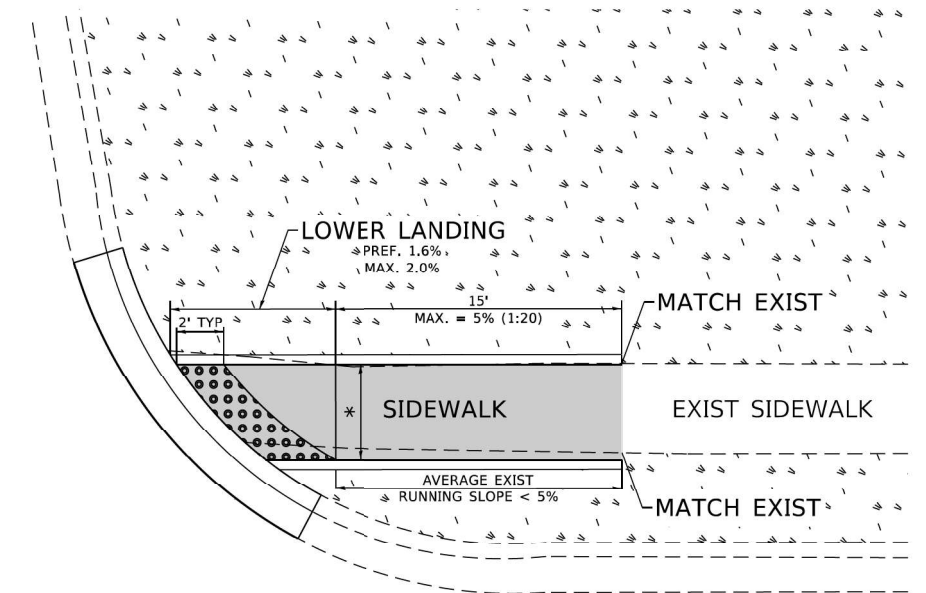 LOWER LANDING
PREF. 1.6%
MAX. 2.0%
15'
MAX. = 5% (1:20)
MATCH EXIST
2' TYP
*
SIDEWALK
EXIST SIDEWALK
AVERAGE EXIST
RUNNING SLOPE < 5%
MATCH EXIST